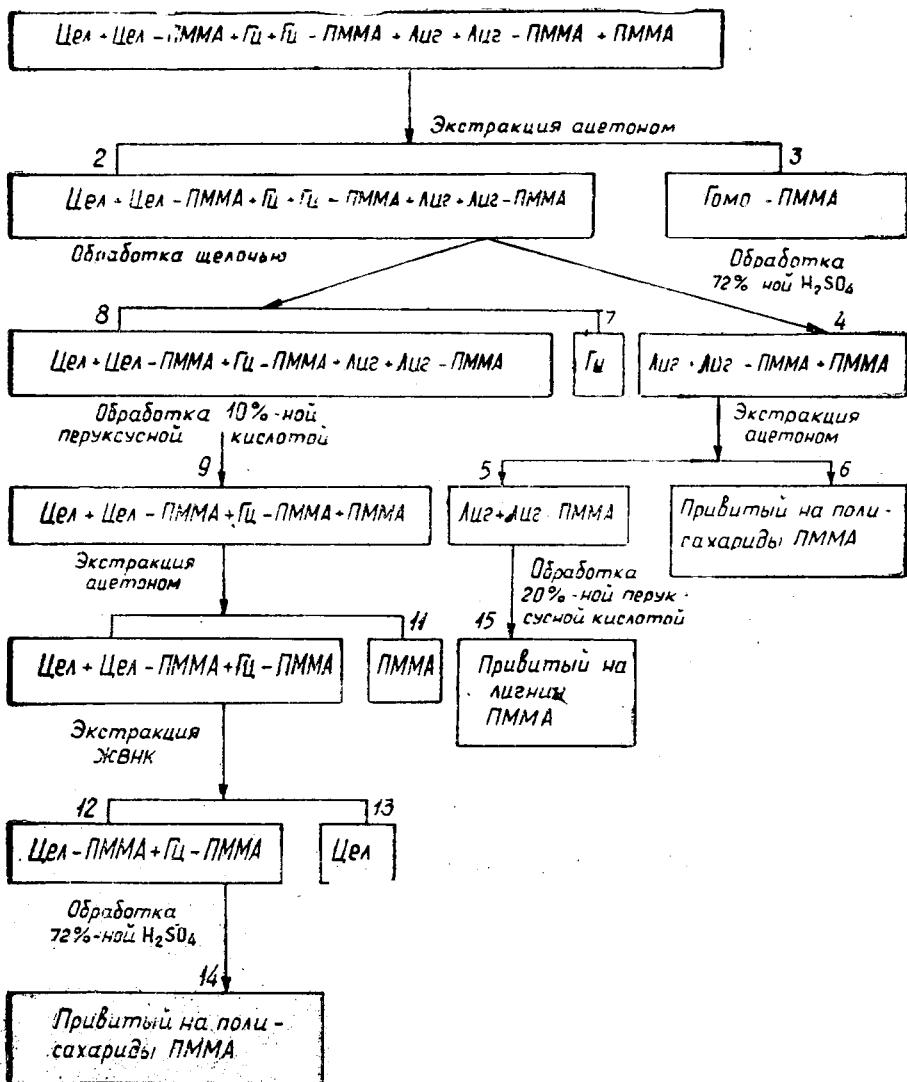 Цел + Цел - ПММА + Гц + Гц - ПММА + Лиг + Лиг - ПММА + ПММА
Экстракция ацетоном
2
3
Цел + Цел - ПММА + Гц + Гц - ПММА + Лиг + Лиг - ПММА
Гомо - ПММА
Обработка щелочью
Обработка
72% ной H₂SO₄
8
7
4
Цел + Цел - ПММА + Гц - ПММА + Лиг + Лиг - ПММА
Гц
Лиг + Лиг - ПММА + ПММА
Обработка 10%-ной
перуксусной кислотой
Экстракция
ацетоном
9
5
6
Цел + Цел - ПММА + Гц - ПММА + ПММА
Лиг + Лиг - ПММА
Привитый на поли-
сахариды ПММА
Экстракция
ацетоном
Обработка
20%-ной перук-
сусной кислотой
11
15
Цел + Цел - ПММА + Гц - ПММА
ПММА
Привитый на
лигнин
ПММА
Экстракция
ЖВНК
12
13
Цел - ПММА + Гц - ПММА
Цел
Обработка
72%-ной H₂SO₄
14
Привитый на поли-
сахариды ПММА